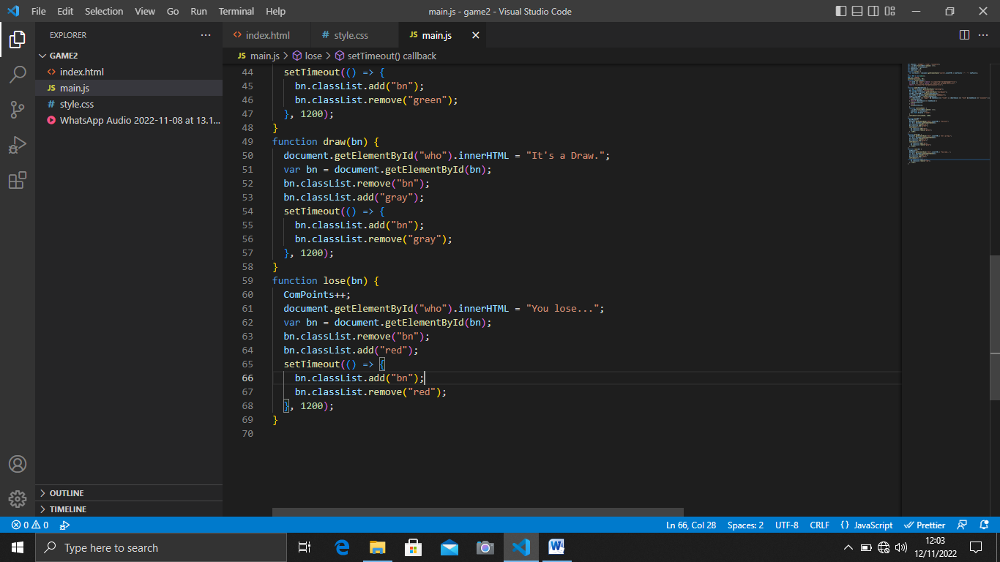 File Edit Selection View Go Run Terminal Help
main.js - game2 - Visual Studio Code
EXPLORER
GAME2
index.html
JS main.js
# style.css
WhatsApp Audio 2022-11-08 at 13.1...
OUTLINE
TIMELINE
index.html
# style.css
JS main.js
JS main.js > lose > setTimeout() callback
44 setTimeout(() => {
45 bn.classList.add("bn");
46 bn.classList.remove("green");
47 }, 1200);
48 }
49 function draw(bn) {
50 document.getElementById("who").innerHTML = "It's a Draw.";
51 var bn = document.getElementById(bn);
52 bn.classList.remove("bn");
53 bn.classList.add("gray");
54 setTimeout(() => {
55 bn.classList.add("bn");
56 bn.classList.remove("gray");
57 }, 1200);
58 }
59 function lose(bn) {
60 ComPoints++;
61 document.getElementById("who").innerHTML = "You lose...";
62 var bn = document.getElementById(bn);
63 bn.classList.remove("bn");
64 bn.classList.add("red");
65 setTimeout(() => {
66 bn.classList.add("bn");
67 bn.classList.remove("red");
68 }, 1200);
69 }
70
0 0
Ln 66, Col 28 Spaces: 2 UTF-8 CRLF {} JavaScript Prettier
Type here to search
12:03
12/11/2022